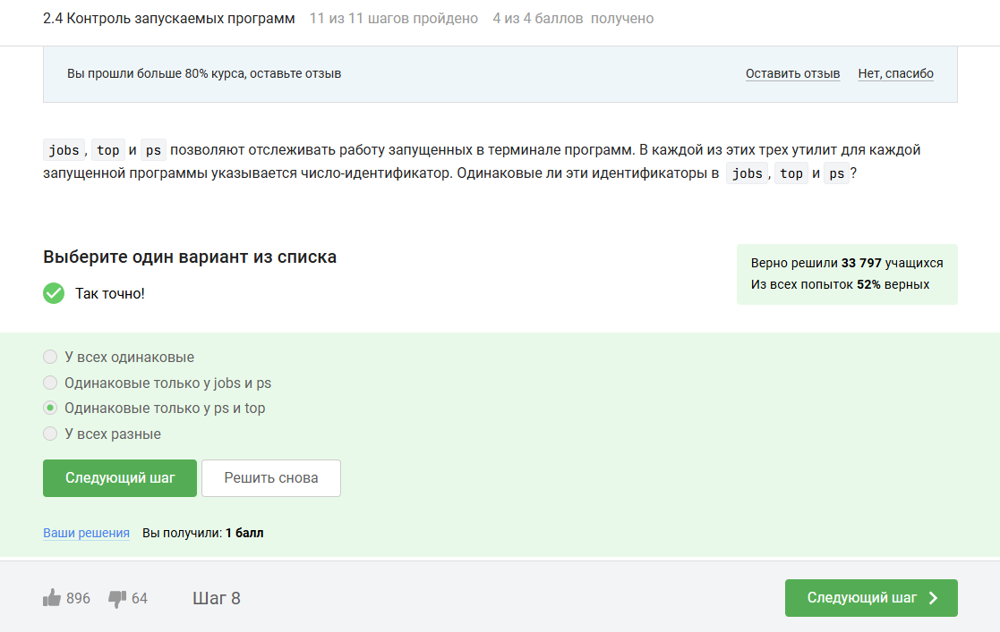 2.4 Контроль запускаемых программ 11 из 11 шагов пройдено 4 из 4 баллов получено
Вы прошли больше 80% курса, оставьте отзыв Оставить отзыв Нет, спасибо
jobs, top и ps позволяют отслеживать работу запущенных в терминале программ. В каждой из этих трех утилит для каждой
запущенной программы указывается число-идентификатор. Одинаковые ли эти идентификаторы в jobs, top и ps?
Выберите один вариант из списка
Так точно!
Верно решили 33 797 учащихся
Из всех попыток 52% верных
У всех одинаковые
Одинаковые только у jobs и ps
Одинаковые только у ps и top
У всех разные
Следующий шаг Решить снова
Ваши решения Вы получили: 1 балл
896 64 Шаг 8 Следующий шаг